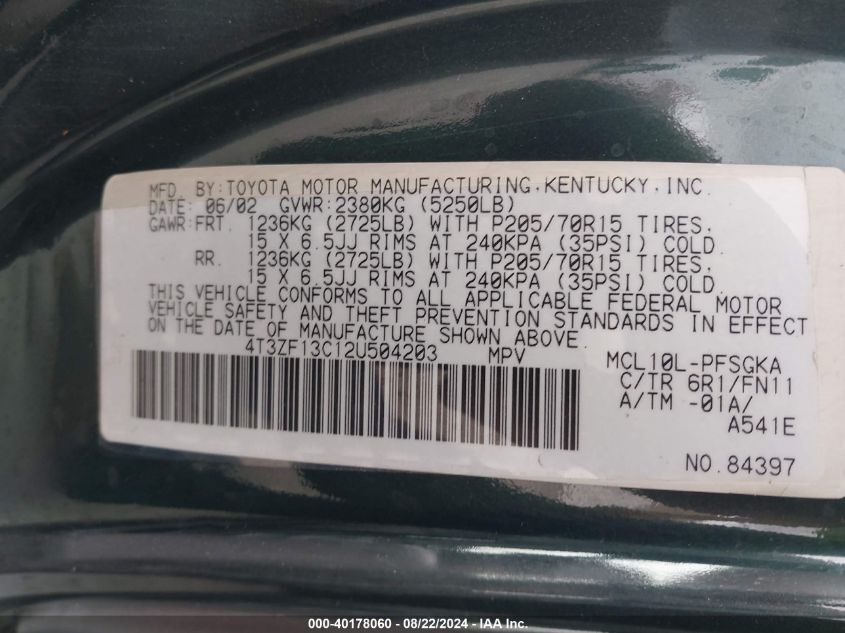 MFD. BY:TOYOTA MOTOR MANUFACTURING,KENTUCKY,INC.
DATE: 06/02 GVWR:2380KG (5250LB)
GAWR:FRT. 1236KG (2725LB) WITH P205/70R15 TIRES,
15 X 6.5JJ RIMS AT 240KPA (35PSI) COLD.
RR. 1236KG (2725LB) WITH P205/70R15 TIRES,
15 X 6.5JJ RIMS AT 240KPA (35PSI) COLD.
THIS VEHICLE CONFORMS TO ALL APPLICABLE FEDERAL MOTOR
VEHICLE SAFETY AND THEFT PREVENTION STANDARDS IN EFFECT
ON THE DATE OF MANUFACTURE SHOWN ABOVE.
4T3ZF13C12U504203 MPV
MCL10L-PFSGKA
C/TR 6R1/FN11
A/TM -01A/
A541E
NO.84397
000-40178060 - 08/22/2024 - IAA Inc.